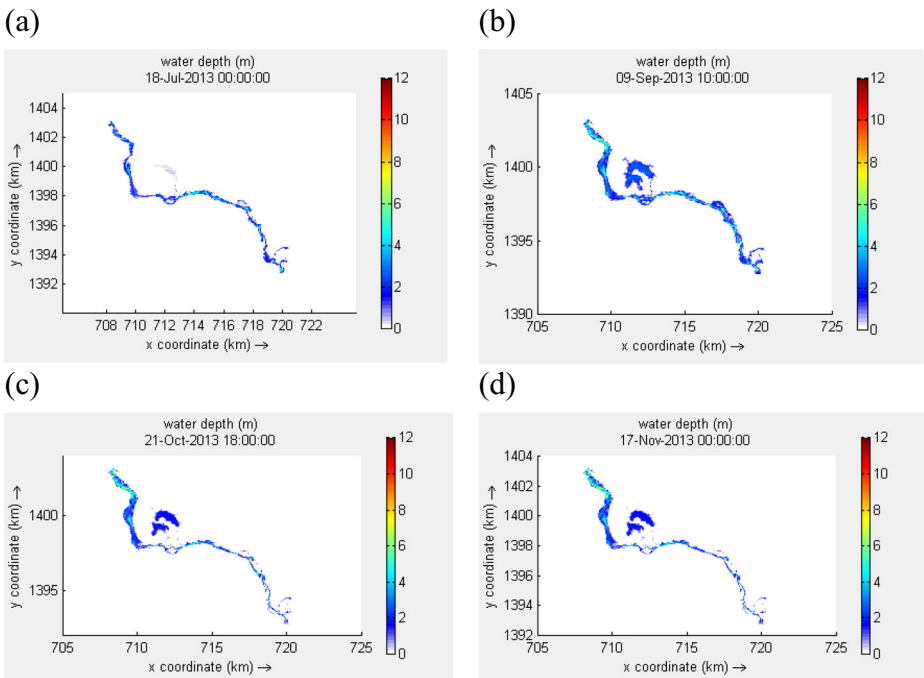 (a)
water depth (m)
18-Jul-2013 00:00:00
1404
1402
1400
1398
1396
1394
1392
y coordinate (km) →
708 710 712 714 716 718 720 722
x coordinate (km) →
12
10
8
6
4
2
0
(b)
water depth (m)
09-Sep-2013 10:00:00
1405
1400
1395
1390
y coordinate (km) →
705 710 715 720 725
x coordinate (km) →
12
10
8
6
4
2
0
(c)
water depth (m)
21-Oct-2013 18:00:00
1400
1395
y coordinate (km) →
705 710 715 720 725
x coordinate (km) →
12
10
8
6
4
2
0
(d)
water depth (m)
17-Nov-2013 00:00:00
1404
1402
1400
1398
1396
1394
1392
y coordinate (km) →
705 710 715 720 725
x coordinate (km) →
12
10
8
6
4
2
0